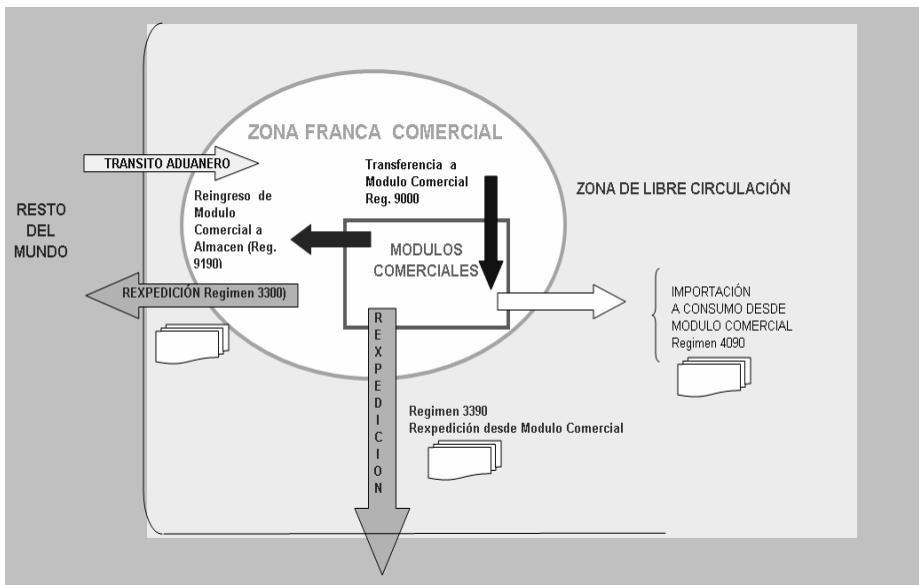 ZONA FRANCA COMERCIAL
TRANSITO ADUANERO
Transferencia a
Modulo Comercial
Reg. 9000
ZONA DE LIBRE CIRCULACIÓN
RESTO
DEL
MUNDO
Reingreso de
Modulo
Comercial a
Almacen (Reg.
9190)
MODULOS
COMERCIALES
REXPEDICIÓN Regimen 3300)
IMPORTACIÓN
A CONSUMO DESDE
MODULO COMERCIAL
Regimen 4090
REXPEDICION
Regimen 3390
Rexpedición desde Modulo Comercial